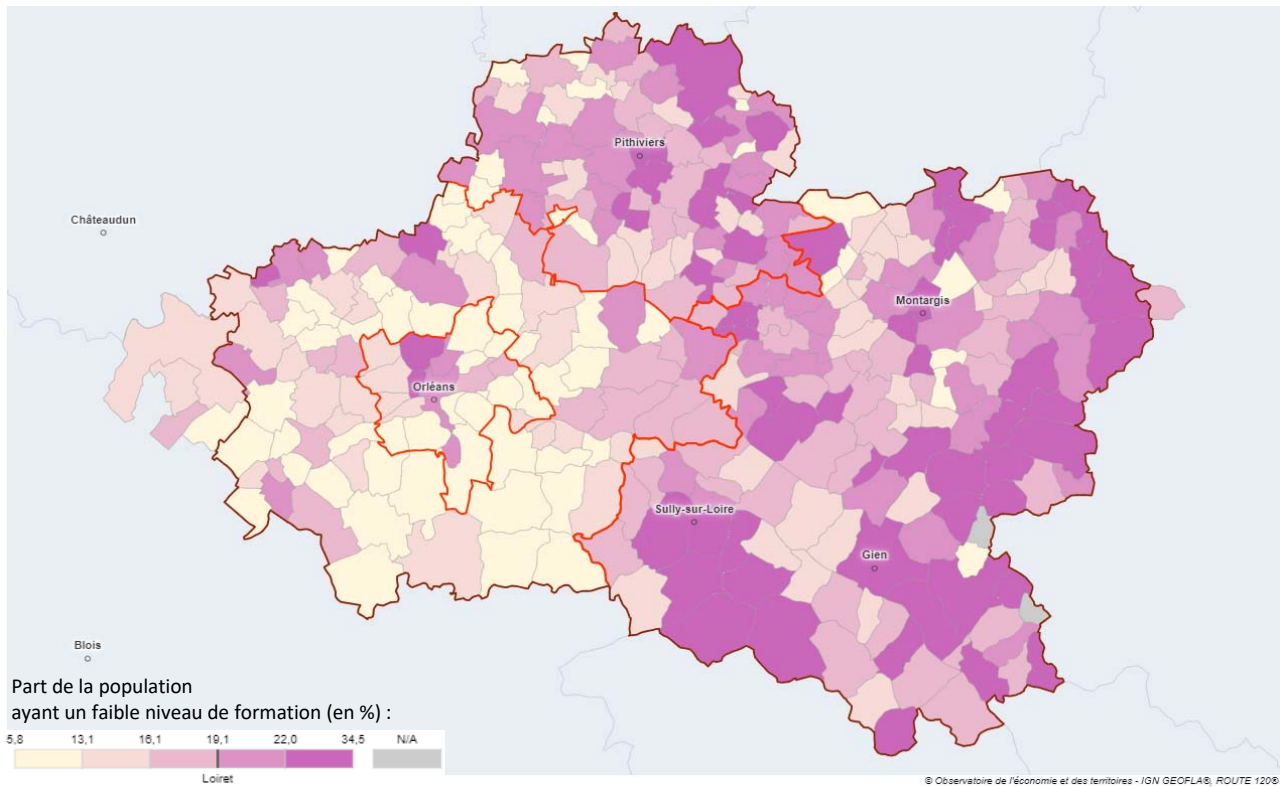 Pithiviers
Châteaudun
Montargis
Orléans
Sully-sur-Loire
Gien
Blois
Part de la population
ayant un faible niveau de formation (en %) :
5,8 13,1 16,1 19,1 22,0 34,5 N/A
Loiret
© Observatoire de l'économie et des territoires - IGN GEOFLA®, ROUTE 120®